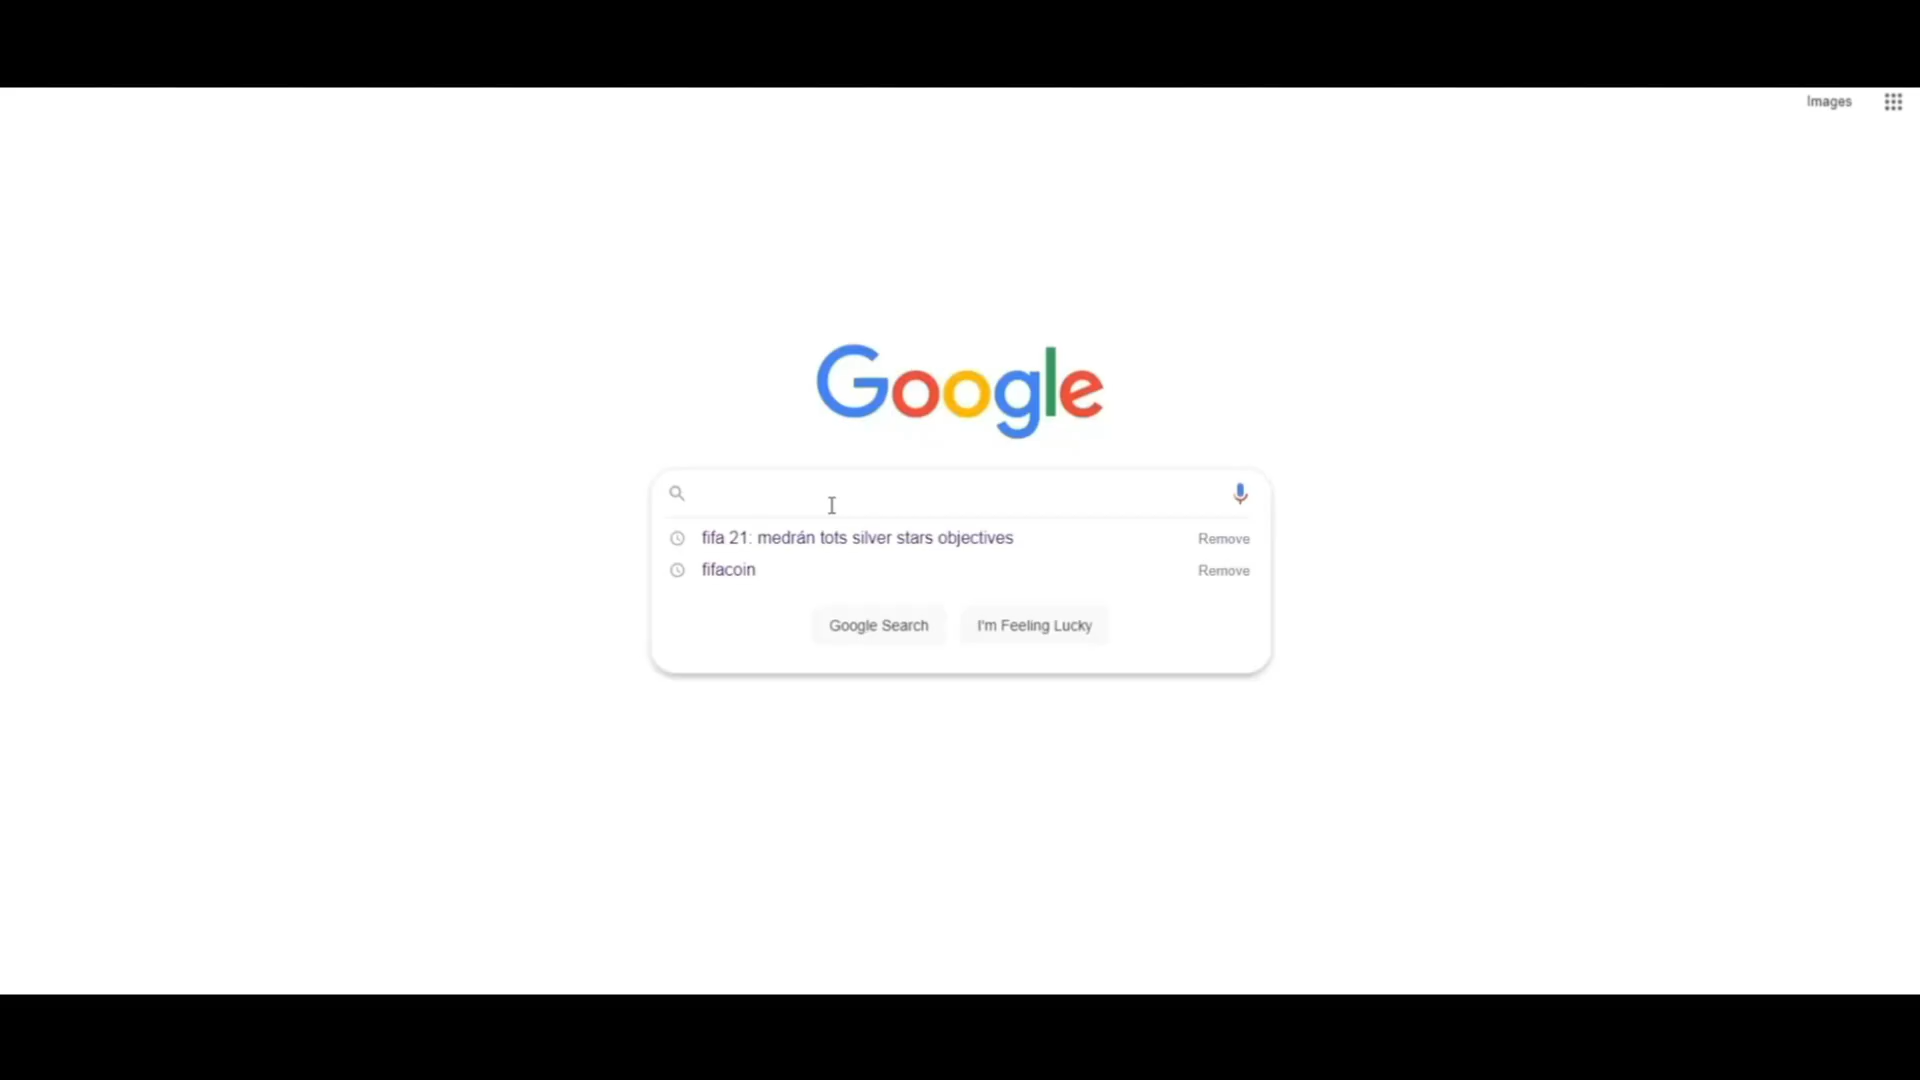 Images
Google
fifa 21: medrán tots silver stars objectives
Remove
fifacoin
Remove
Google Search
I'm Feeling Lucky